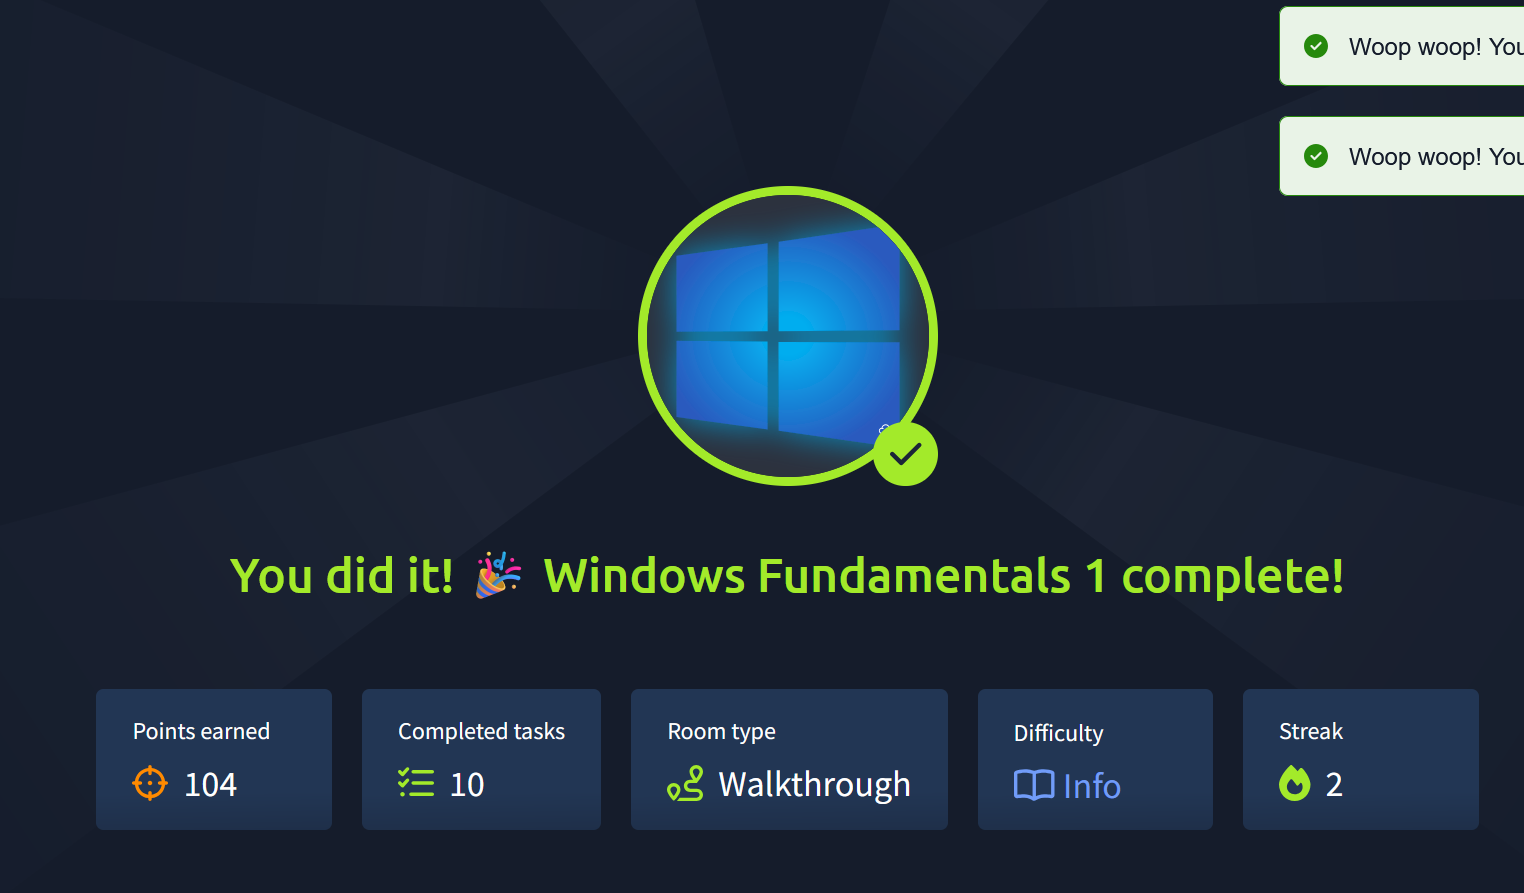 Woop woop! You
Woop woop! You
You did it! 🎉 Windows Fundamentals 1 complete!
Points earned
104
Completed tasks
10
Room type
Walkthrough
Difficulty
Info
Streak
2